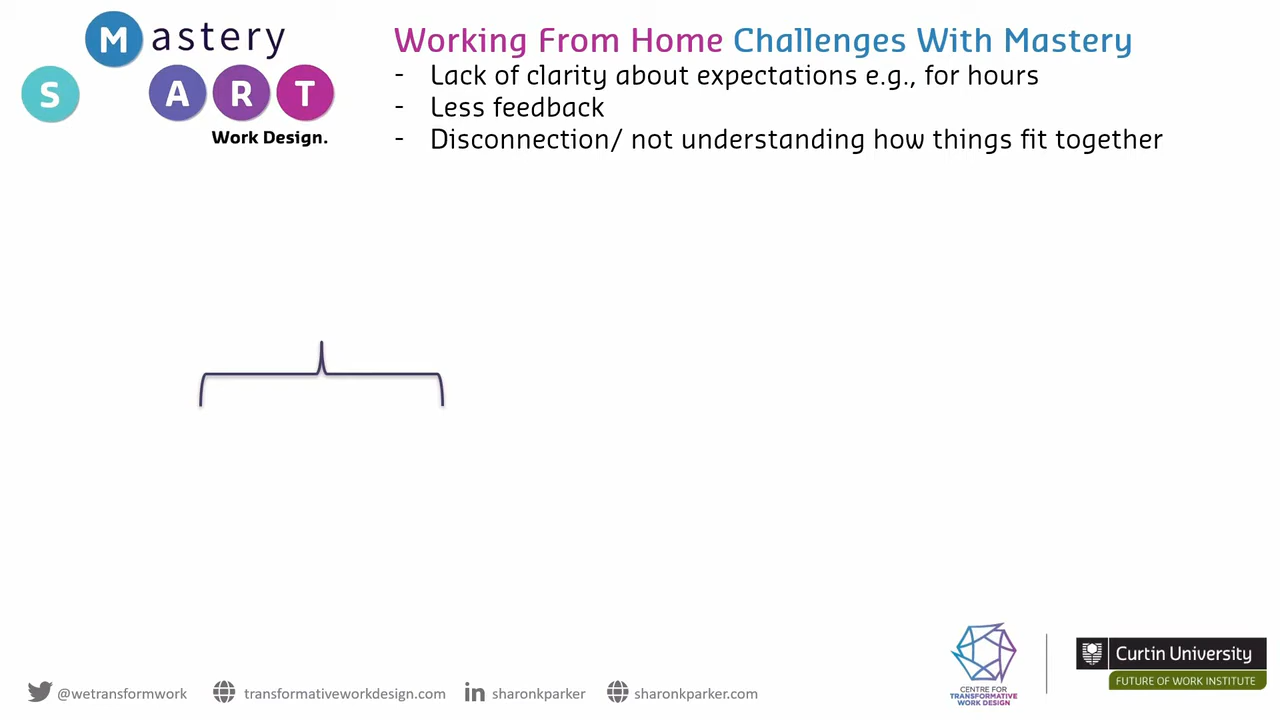 Mastery
S A R T
Work Design.
Working From Home Challenges With Mastery
- Lack of clarity about expectations e.g., for hours
- Less feedback
- Disconnection/ not understanding how things fit together
@wetransformwork
transformativeworkdesign.com
in sharonkparker
sharonkparker.com
CENTRE FOR
TRANSFORMATIVE
WORK DESIGN
Curtin University
FUTURE OF WORK INSTITUTE